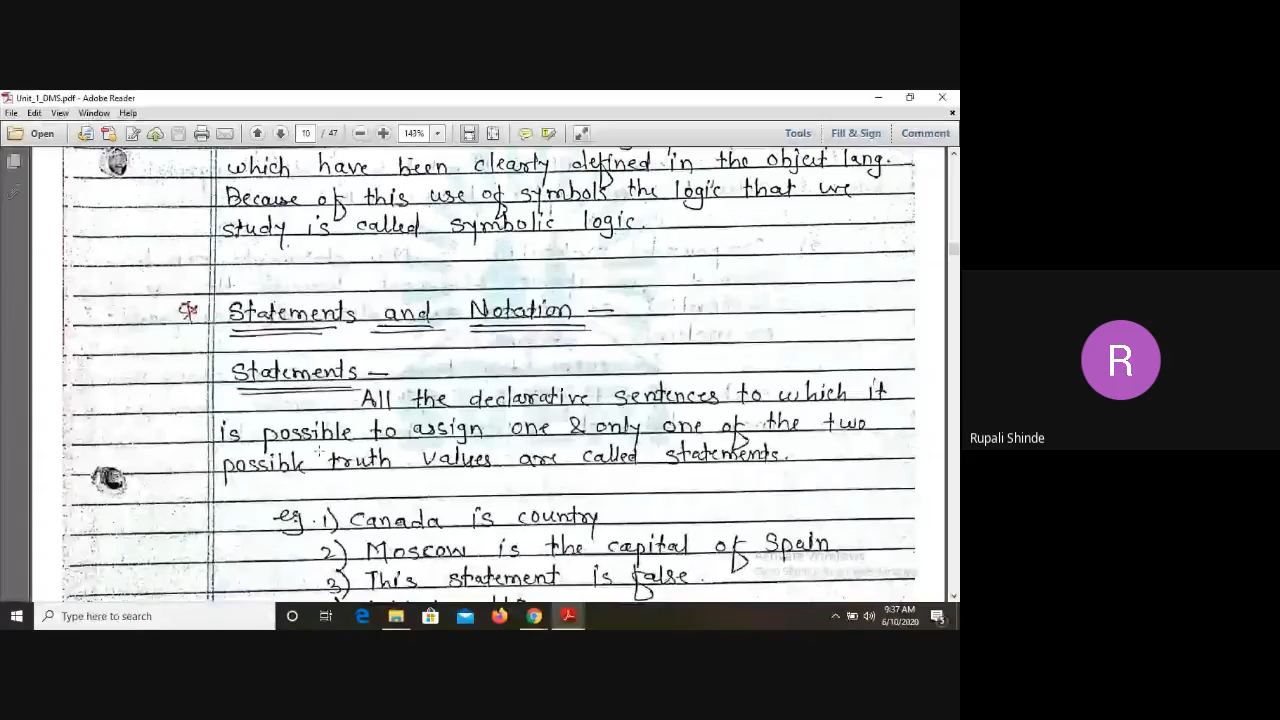 Unit_1_DMS.pdf - Adobe Reader
File Edit View Window Help
Open 10 / 47 143% Tools Fill & Sign Comment
which have been clearly defined in the object lang.
Because of this use of symbols the logic that we
study is called symbolic logic.
Statements and Notation —
Statements —
All the declarative sentences to which it
is possible to assign one & only one of the two
possible truth values are called statements.
eg. 1) Canada is country
2) Moscow is the capital of Spain
3) This statement is false.
Activate Windows
Type here to search
9:37 AM
6/10/2020
R
Rupali Shinde